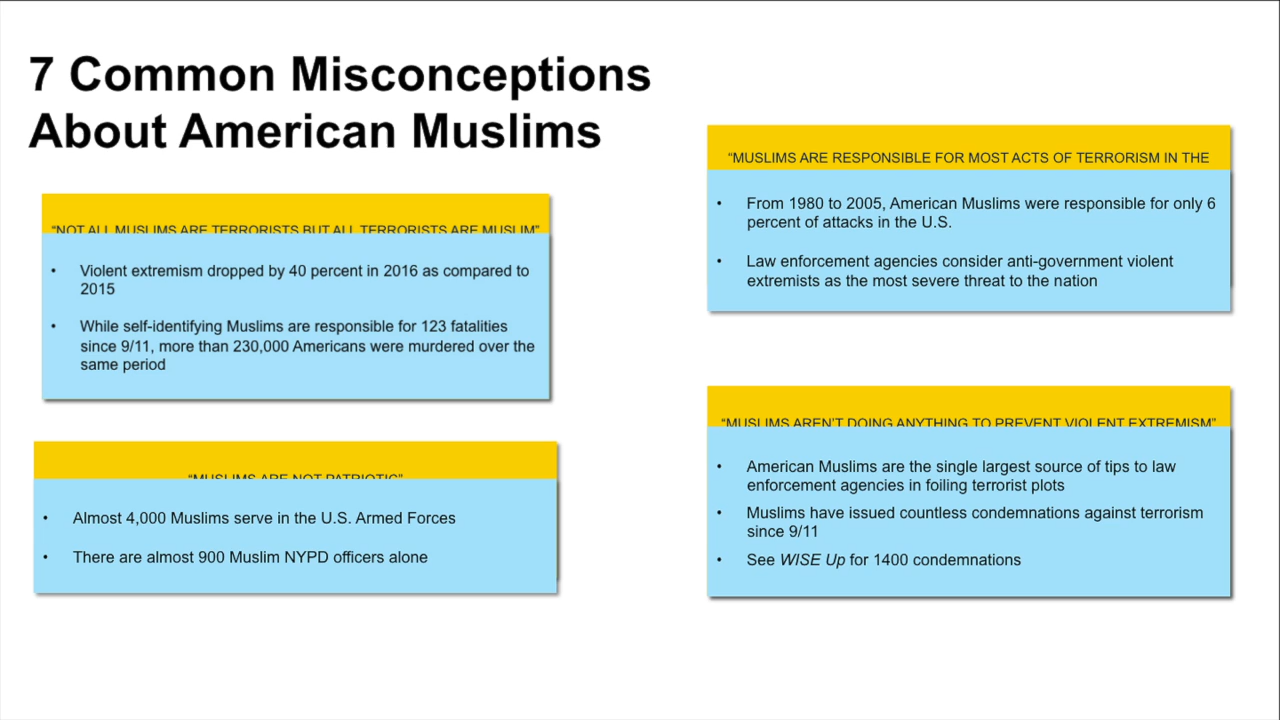 7 Common Misconceptions
About American Muslims
“NOT ALL MUSLIMS ARE TERRORISTS BUT ALL TERRORISTS ARE MUSLIM”
• Violent extremism dropped by 40 percent in 2016 as compared to
2015
• While self-identifying Muslims are responsible for 123 fatalities
since 9/11, more than 230,000 Americans were murdered over the
same period
“MUSLIMS ARE NOT PATRIOTIC”
• Almost 4,000 Muslims serve in the U.S. Armed Forces
• There are almost 900 Muslim NYPD officers alone
“MUSLIMS ARE RESPONSIBLE FOR MOST ACTS OF TERRORISM IN THE
• From 1980 to 2005, American Muslims were responsible for only 6
percent of attacks in the U.S.
• Law enforcement agencies consider anti-government violent
extremists as the most severe threat to the nation
“MUSLIMS AREN’T DOING ANYTHING TO PREVENT VIOLENT EXTREMISM”
• American Muslims are the single largest source of tips to law
enforcement agencies in foiling terrorist plots
• Muslims have issued countless condemnations against terrorism
since 9/11
• See WISE Up for 1400 condemnations